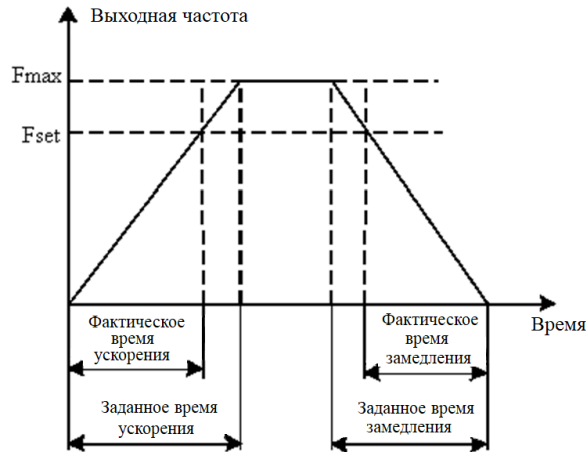 Выходная частота
Fmax
Fset
Время
Фактическое
время
ускорения
Фактическое
время
замедления
Заданное время
ускорения
Заданное время
замедления